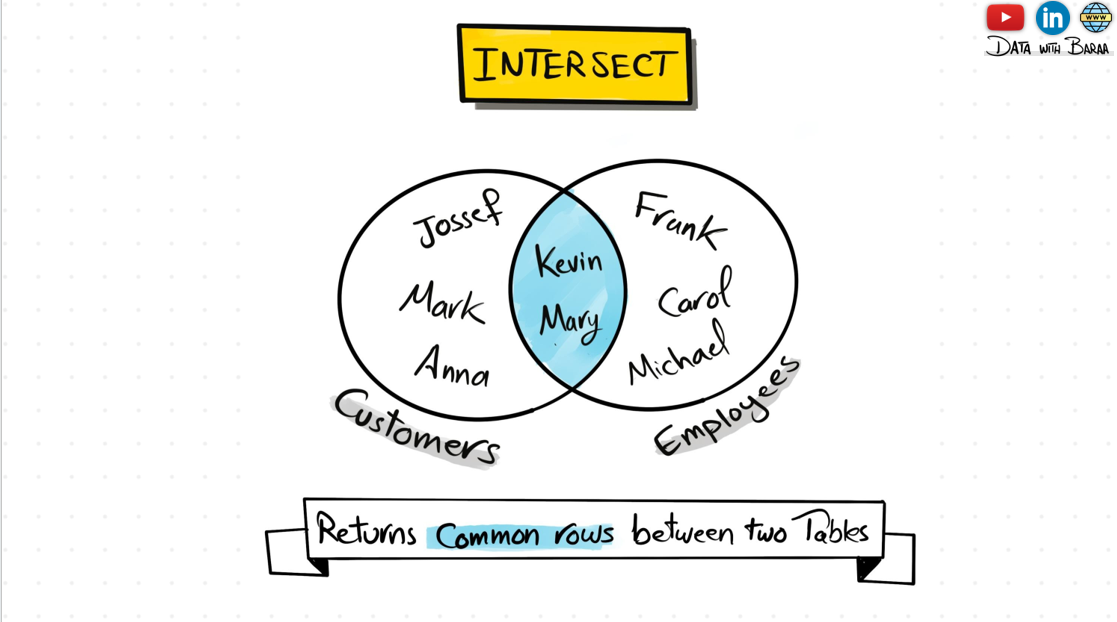 in
www
DATA WITH BARAA
INTERSECT
Jossef
Mark
Anna
Kevin
Mary
Frank
Carol
Michael
Customers
Employees
Returns Common rows between two Tables